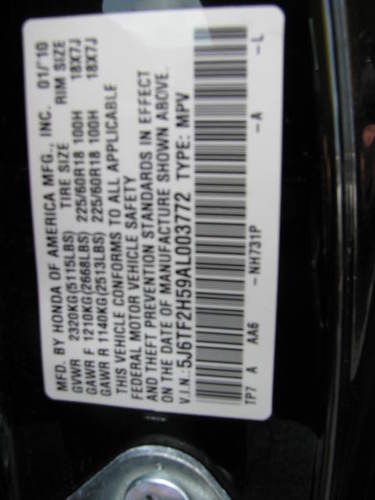 MFD. BY HONDA OF AMERICA MFG., INC. 01/'10
TIRE SIZE RIM SIZE
GVWR 2320KG(5115LBS)
GAWR F 1210KG(2668LBS) 225/60R18 100H 18X7J
GAWR R 1140KG(2513LBS) 225/60R18 100H 18X7J
THIS VEHICLE CONFORMS TO ALL APPLICABLE
FEDERAL MOTOR VEHICLE SAFETY
AND THEFT PREVENTION STANDARDS IN EFFECT
ON THE DATE OF MANUFACTURE SHOWN ABOVE.
V.I.N.: 5J6TF2H59AL003772 TYPE: MPV
TP7 A AA6 -NH731P -A -L